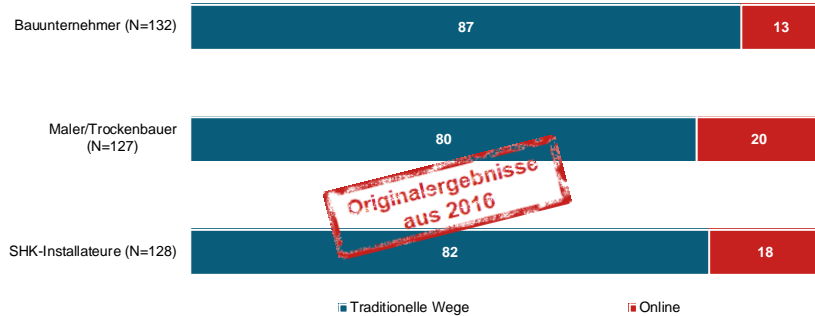 Bauunternehmer (N=132)
87
13
Maler/Trockenbauer
(N=127)
80
20
Originalergebnisse
aus 2016
SHK-Installateure (N=128)
82
18
Traditionelle Wege
Online